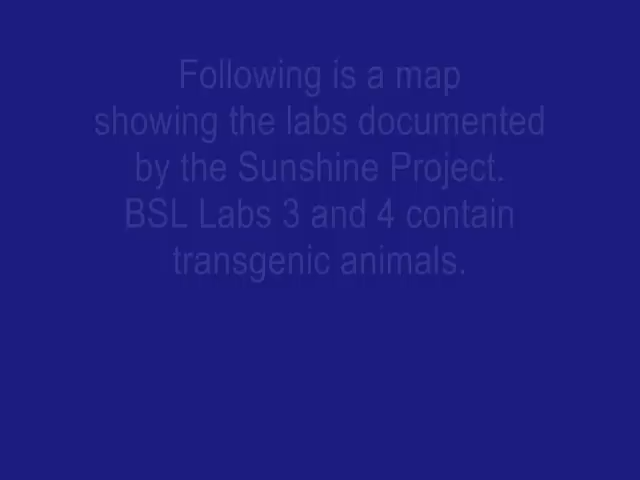 Following is a map
showing the labs documented
by the Sunshine Project.
BSL Labs 3 and 4 contain
transgenic animals.